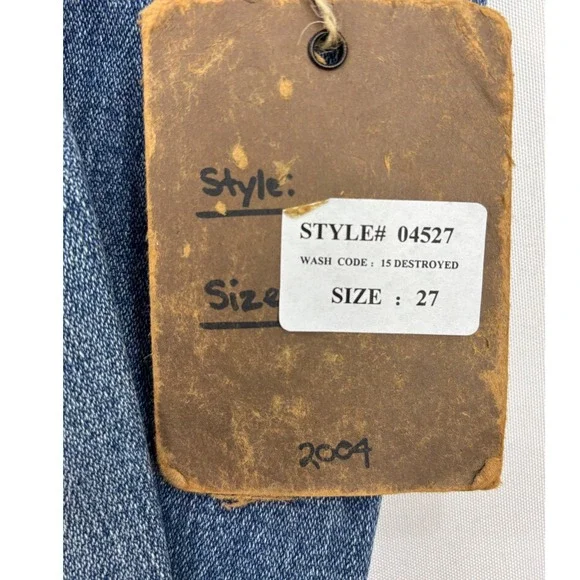 Style:
STYLE# 04527
WASH CODE : 15 DESTROYED
Size
SIZE : 27
2004